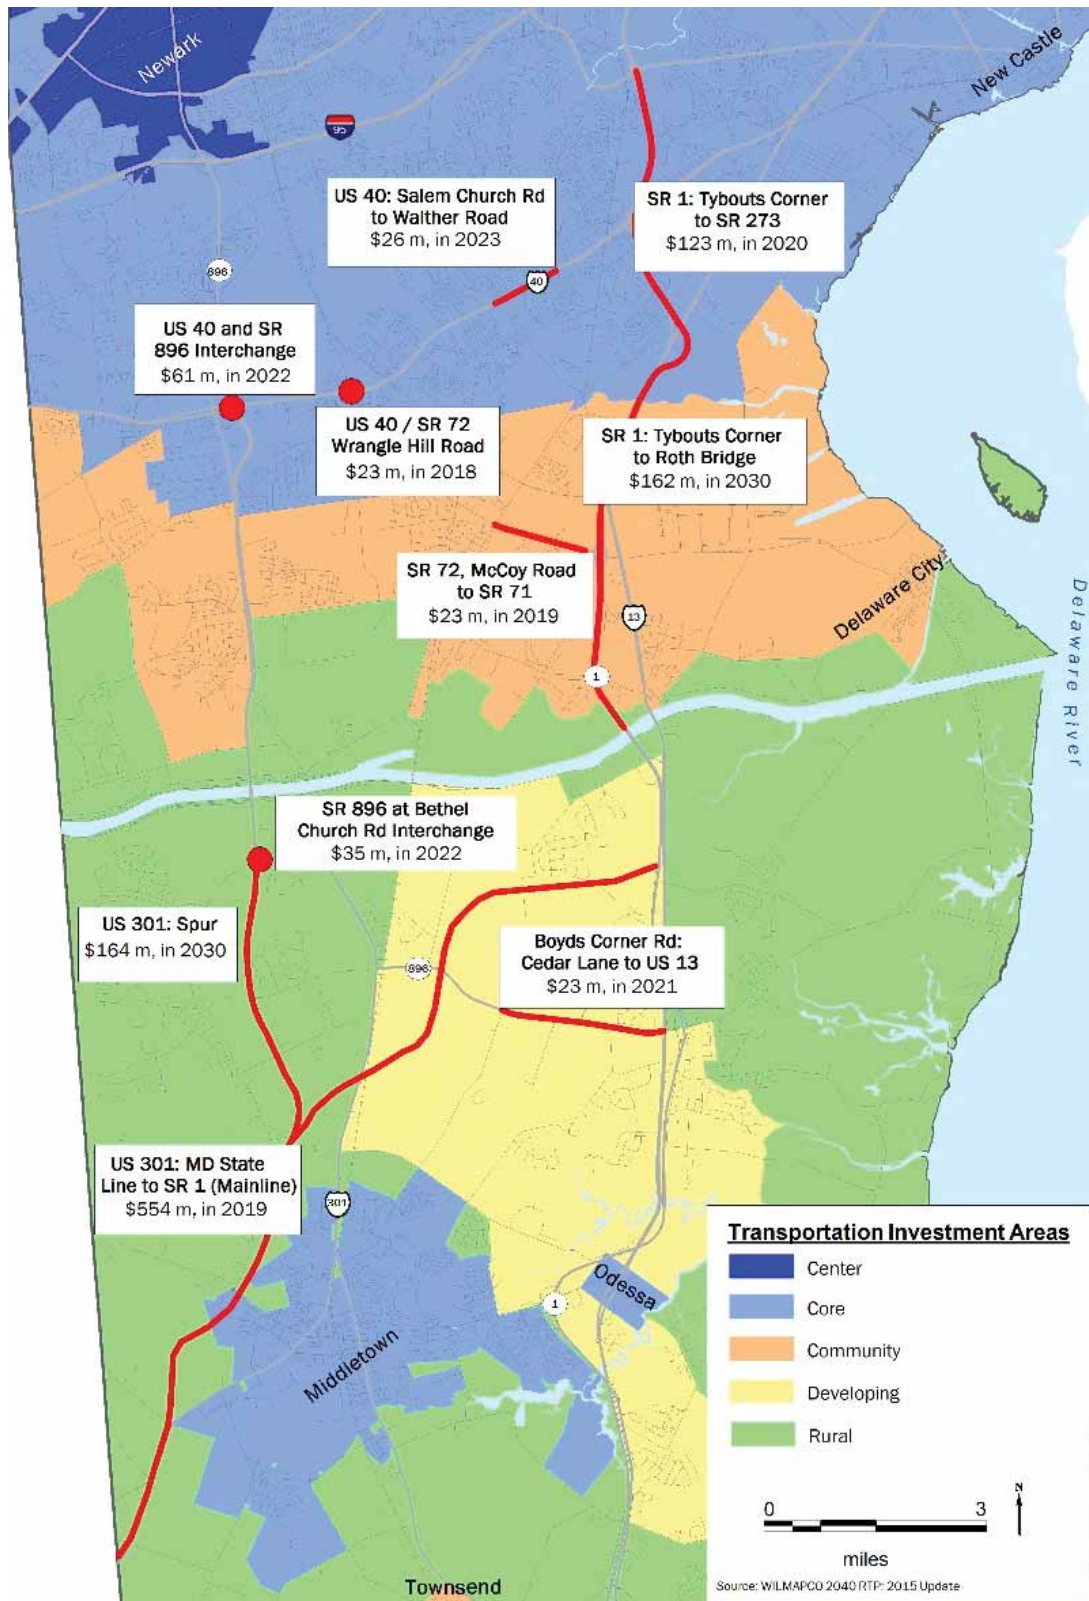 Newark
New Castle
95
US 40: Salem Church Rd
to Walther Road
$26 m, in 2023
SR 1: Tybouts Corner
to SR 273
$123 m, in 2020
896
40
US 40 and SR
896 Interchange
$61 m, in 2022
US 40 / SR 72
Wrangle Hill Road
$23 m, in 2018
SR 1: Tybouts Corner
to Roth Bridge
$162 m, in 2030
SR 72, McCoy Road
to SR 71
$23 m, in 2019
13
Delaware City
Delaware River
1
SR 896 at Bethel
Church Rd Interchange
$35 m, in 2022
US 301: Spur
$164 m, in 2030
896
Boyds Corner Rd:
Cedar Lane to US 13
$23 m, in 2021
US 301: MD State
Line to SR 1 (Mainline)
$554 m, in 2019
301
Odessa
1
Middletown
Townsend
Transportation Investment Areas
Center
Core
Community
Developing
Rural
0 3
N
miles
Source: WILMAPCO 2040 RTP: 2015 Update